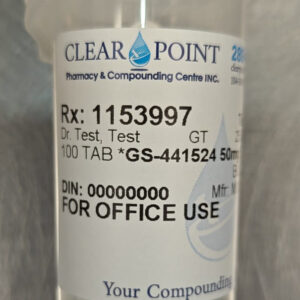 CLEAR POINT
Pharmacy & Compounding Centre INC.
Rx: 1153997
Dr. Test, Test GT
100 TAB *GS-441524 50mg
DIN: 00000000
Mfr:
FOR OFFICE USE
Your Compounding